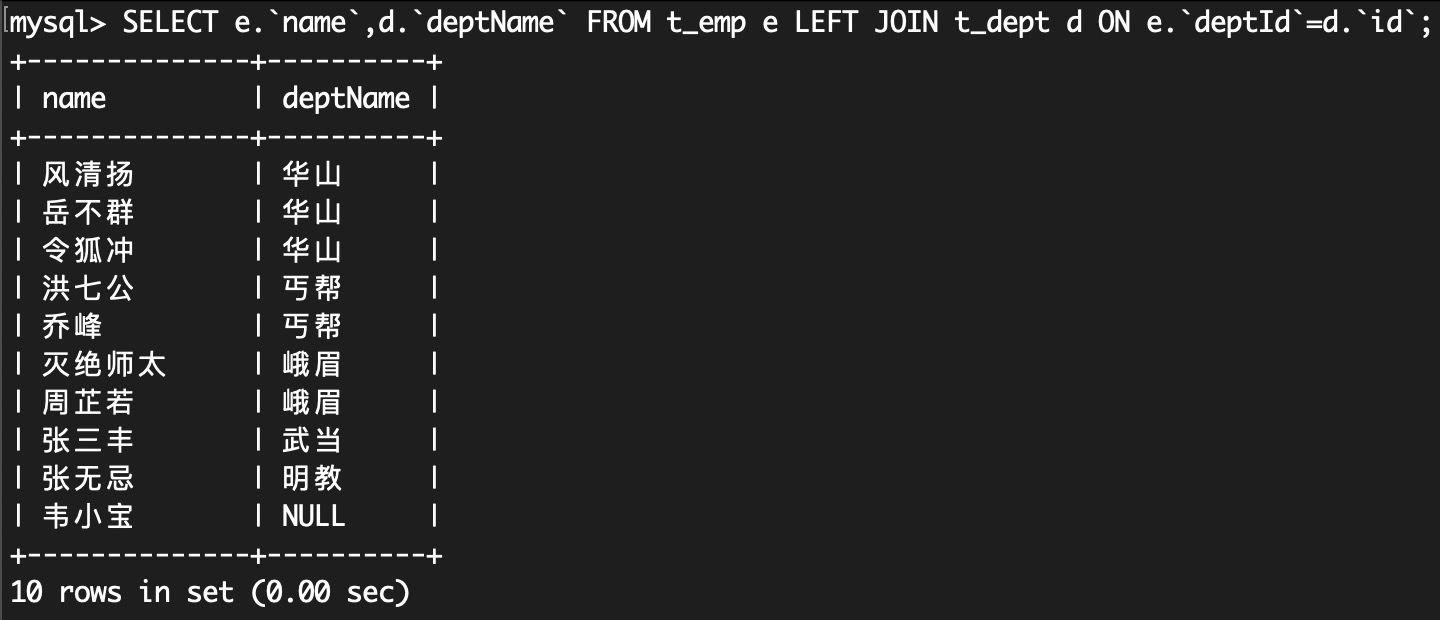 mysql> SELECT e.`name`,d.`deptName` FROM t_emp e LEFT JOIN t_dept d ON e.`deptId`=d.`id`;
+--------------+----------+
| name         | deptName |
+--------------+----------+
| 风清扬       | 华山     |
| 岳不群       | 华山     |
| 令狐冲       | 华山     |
| 洪七公       | 丐帮     |
| 乔峰         | 丐帮     |
| 灭绝师太     | 峨眉     |
| 周芷若       | 峨眉     |
| 张三丰       | 武当     |
| 张无忌       | 明教     |
| 韦小宝       | NULL     |
+--------------+----------+
10 rows in set (0.00 sec)